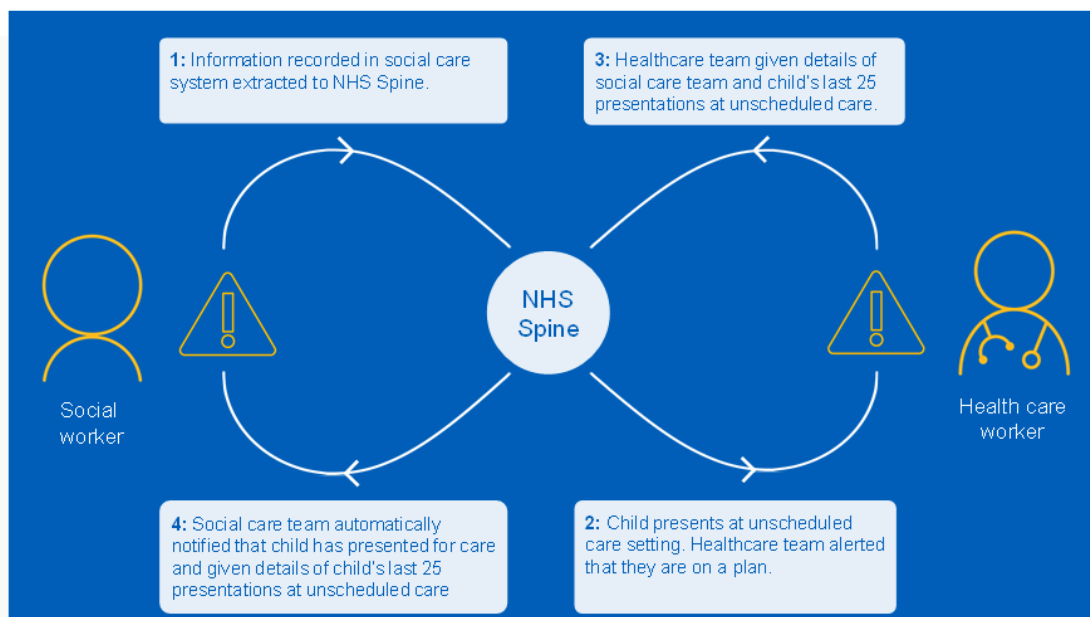 1: Information recorded in social care
system extracted to NHS Spine.
3: Healthcare team given details of
social care team and child's last 25
presentations at unscheduled care.
NHS
Spine
Social
worker
Health care
worker
4: Social care team automatically
notified that child has presented for care
and given details of child's last 25
presentations at unscheduled care
2: Child presents at unscheduled
care setting. Healthcare team alerted
that they are on a plan.